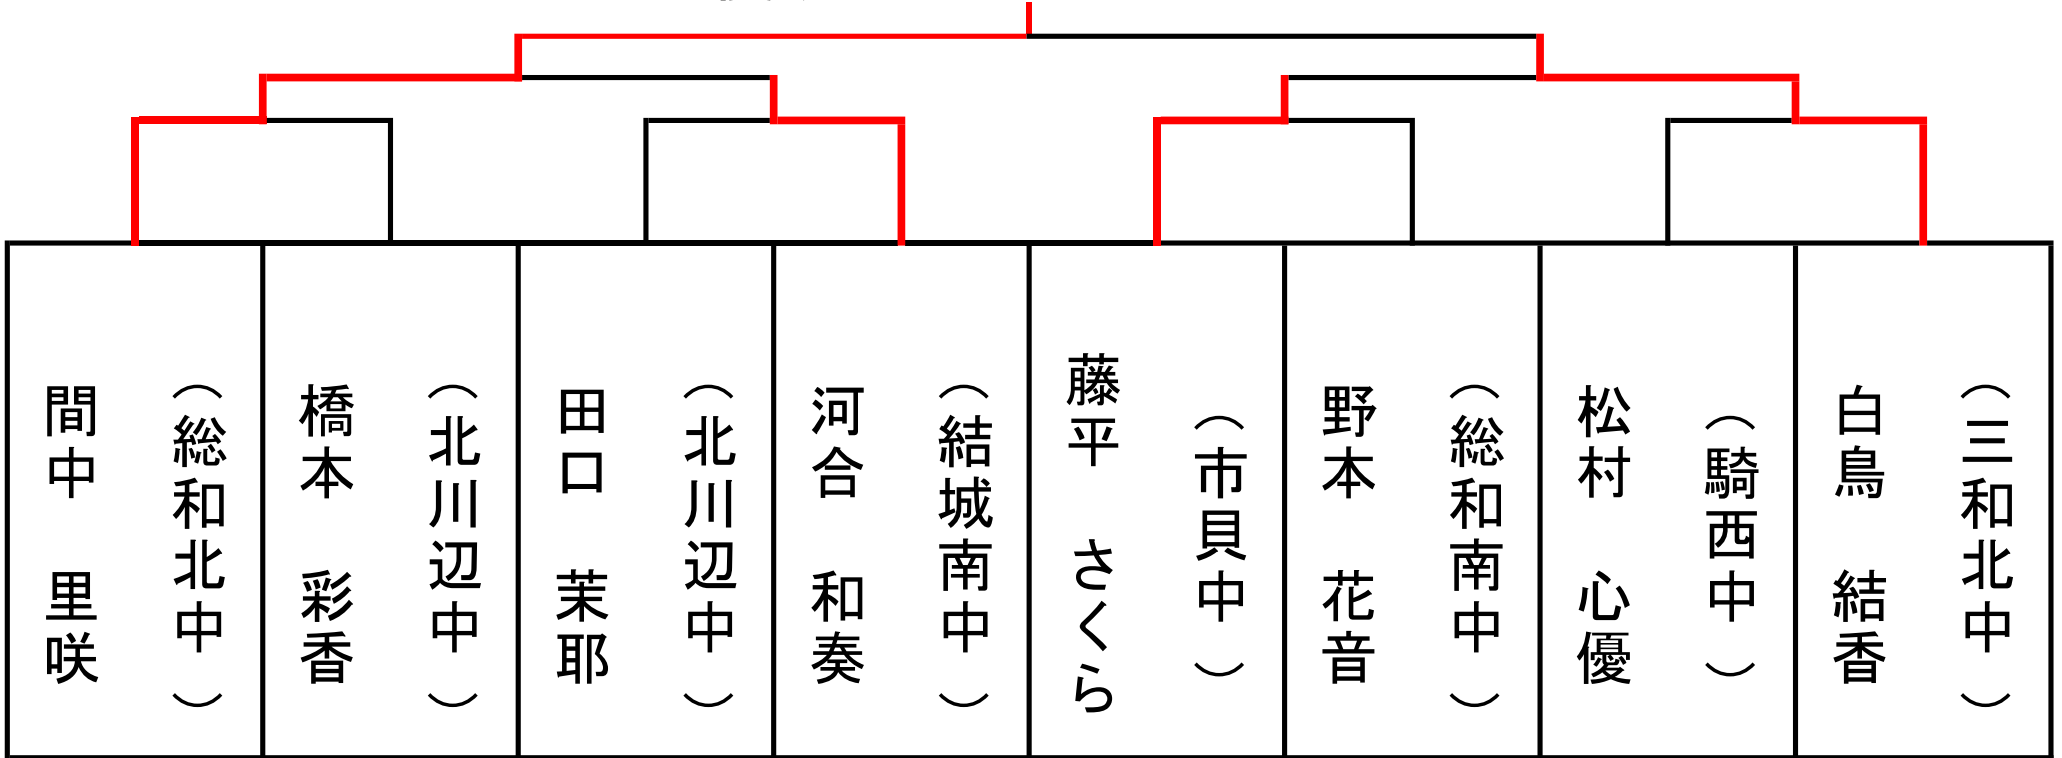 間中　里咲
（総和北中）
橋本　彩香
（北川辺中）
田口　茉耶
（北川辺中）
河合　和奏
（結城南中）
藤平　さくら
（市貝中）
野本　花音
（総和南中）
松村　心優
（騎西中）
白鳥　結香
（三和北中）